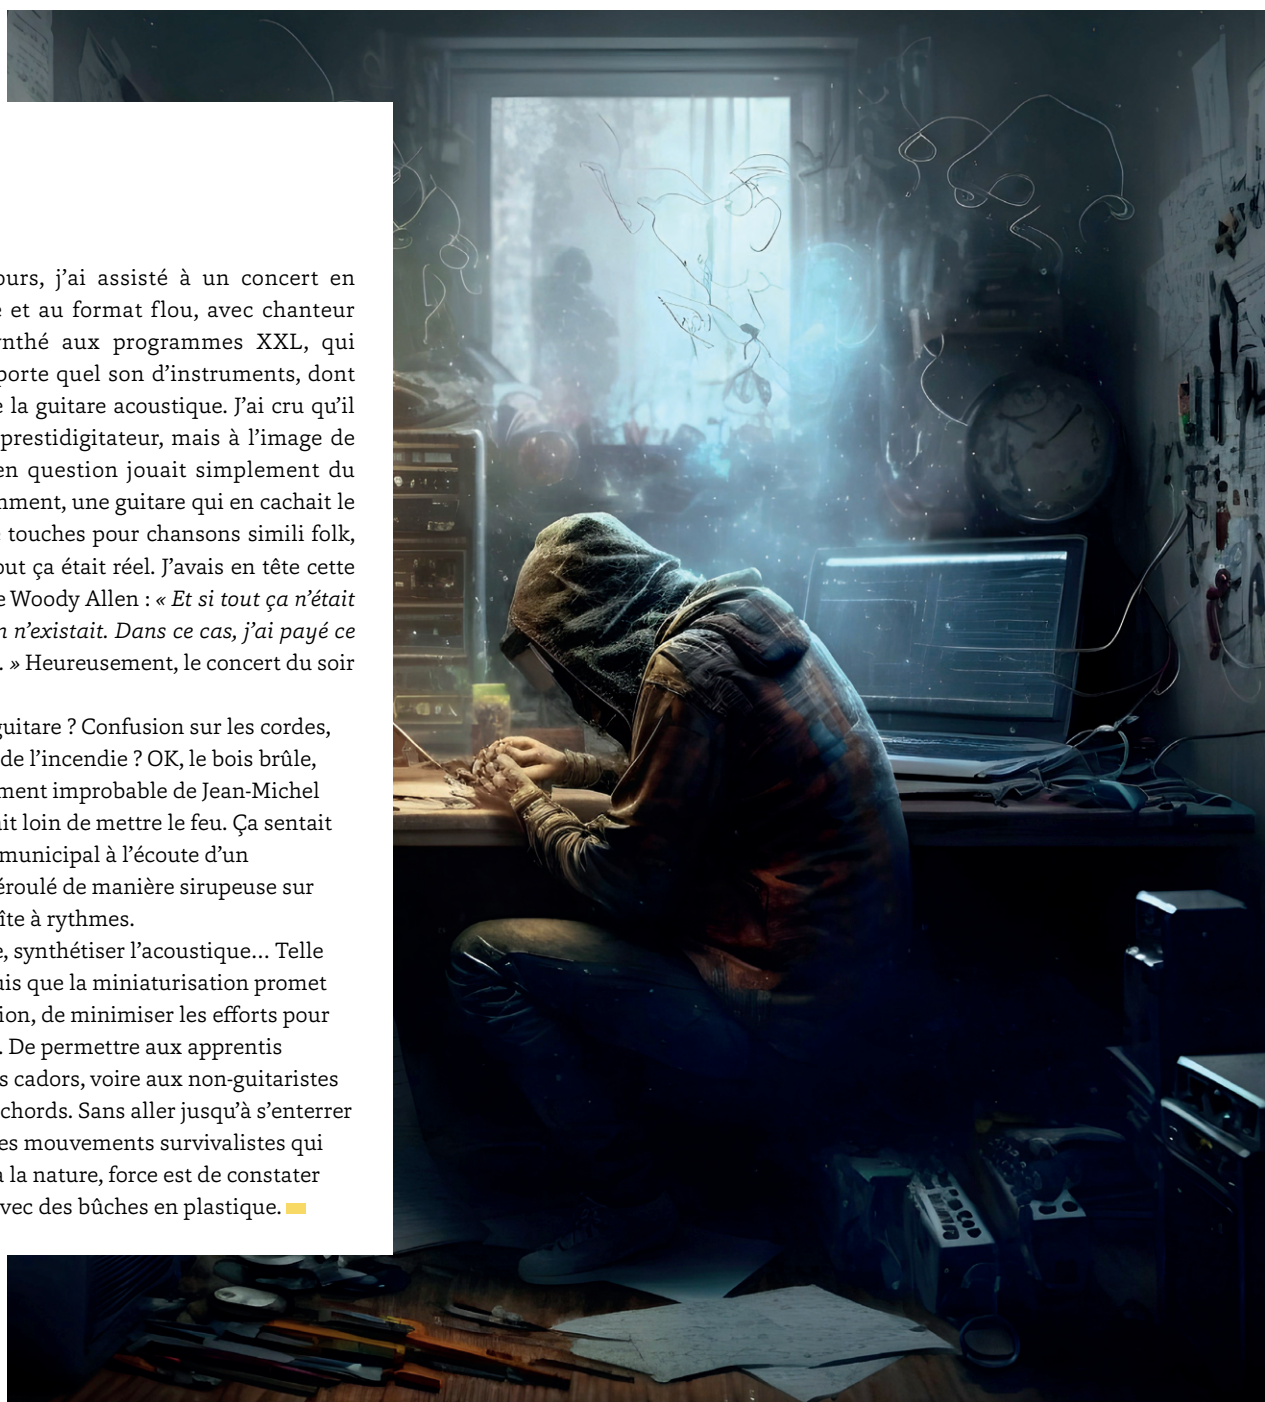 ours, j’ai assisté à un concert en
e et au format flou, avec chanteur
ynthé aux programmes XXL, qui
porte quel son d’instruments, dont
e la guitare acoustique. J’ai cru qu’il
prestidigitateur, mais à l’image de
en question jouait simplement du
mment, une guitare qui en cachait le
e touches pour chansons simili folk,
out ça était réel. J’avais en tête cette
e Woody Allen : « Et si tout ça n’était
n n’existait. Dans ce cas, j’ai payé ce
. » Heureusement, le concert du soir
guitare ? Confusion sur les cordes,
de l’incendie ? OK, le bois brûle,
ment improbable de Jean-Michel
it loin de mettre le feu. Ça sentait
municipal à l’écoute d’un
éroulé de manière sirupeuse sur
îte à rythmes.
e, synthétiser l’acoustique… Telle
uis que la miniaturisation promet
ion, de minimiser les efforts pour
. De permettre aux apprentis
s cadors, voire aux non-guitaristes
chords. Sans aller jusqu’à s’enterrer
es mouvements survivalistes qui
à la nature, force est de constater
vec des bûches en plastique.